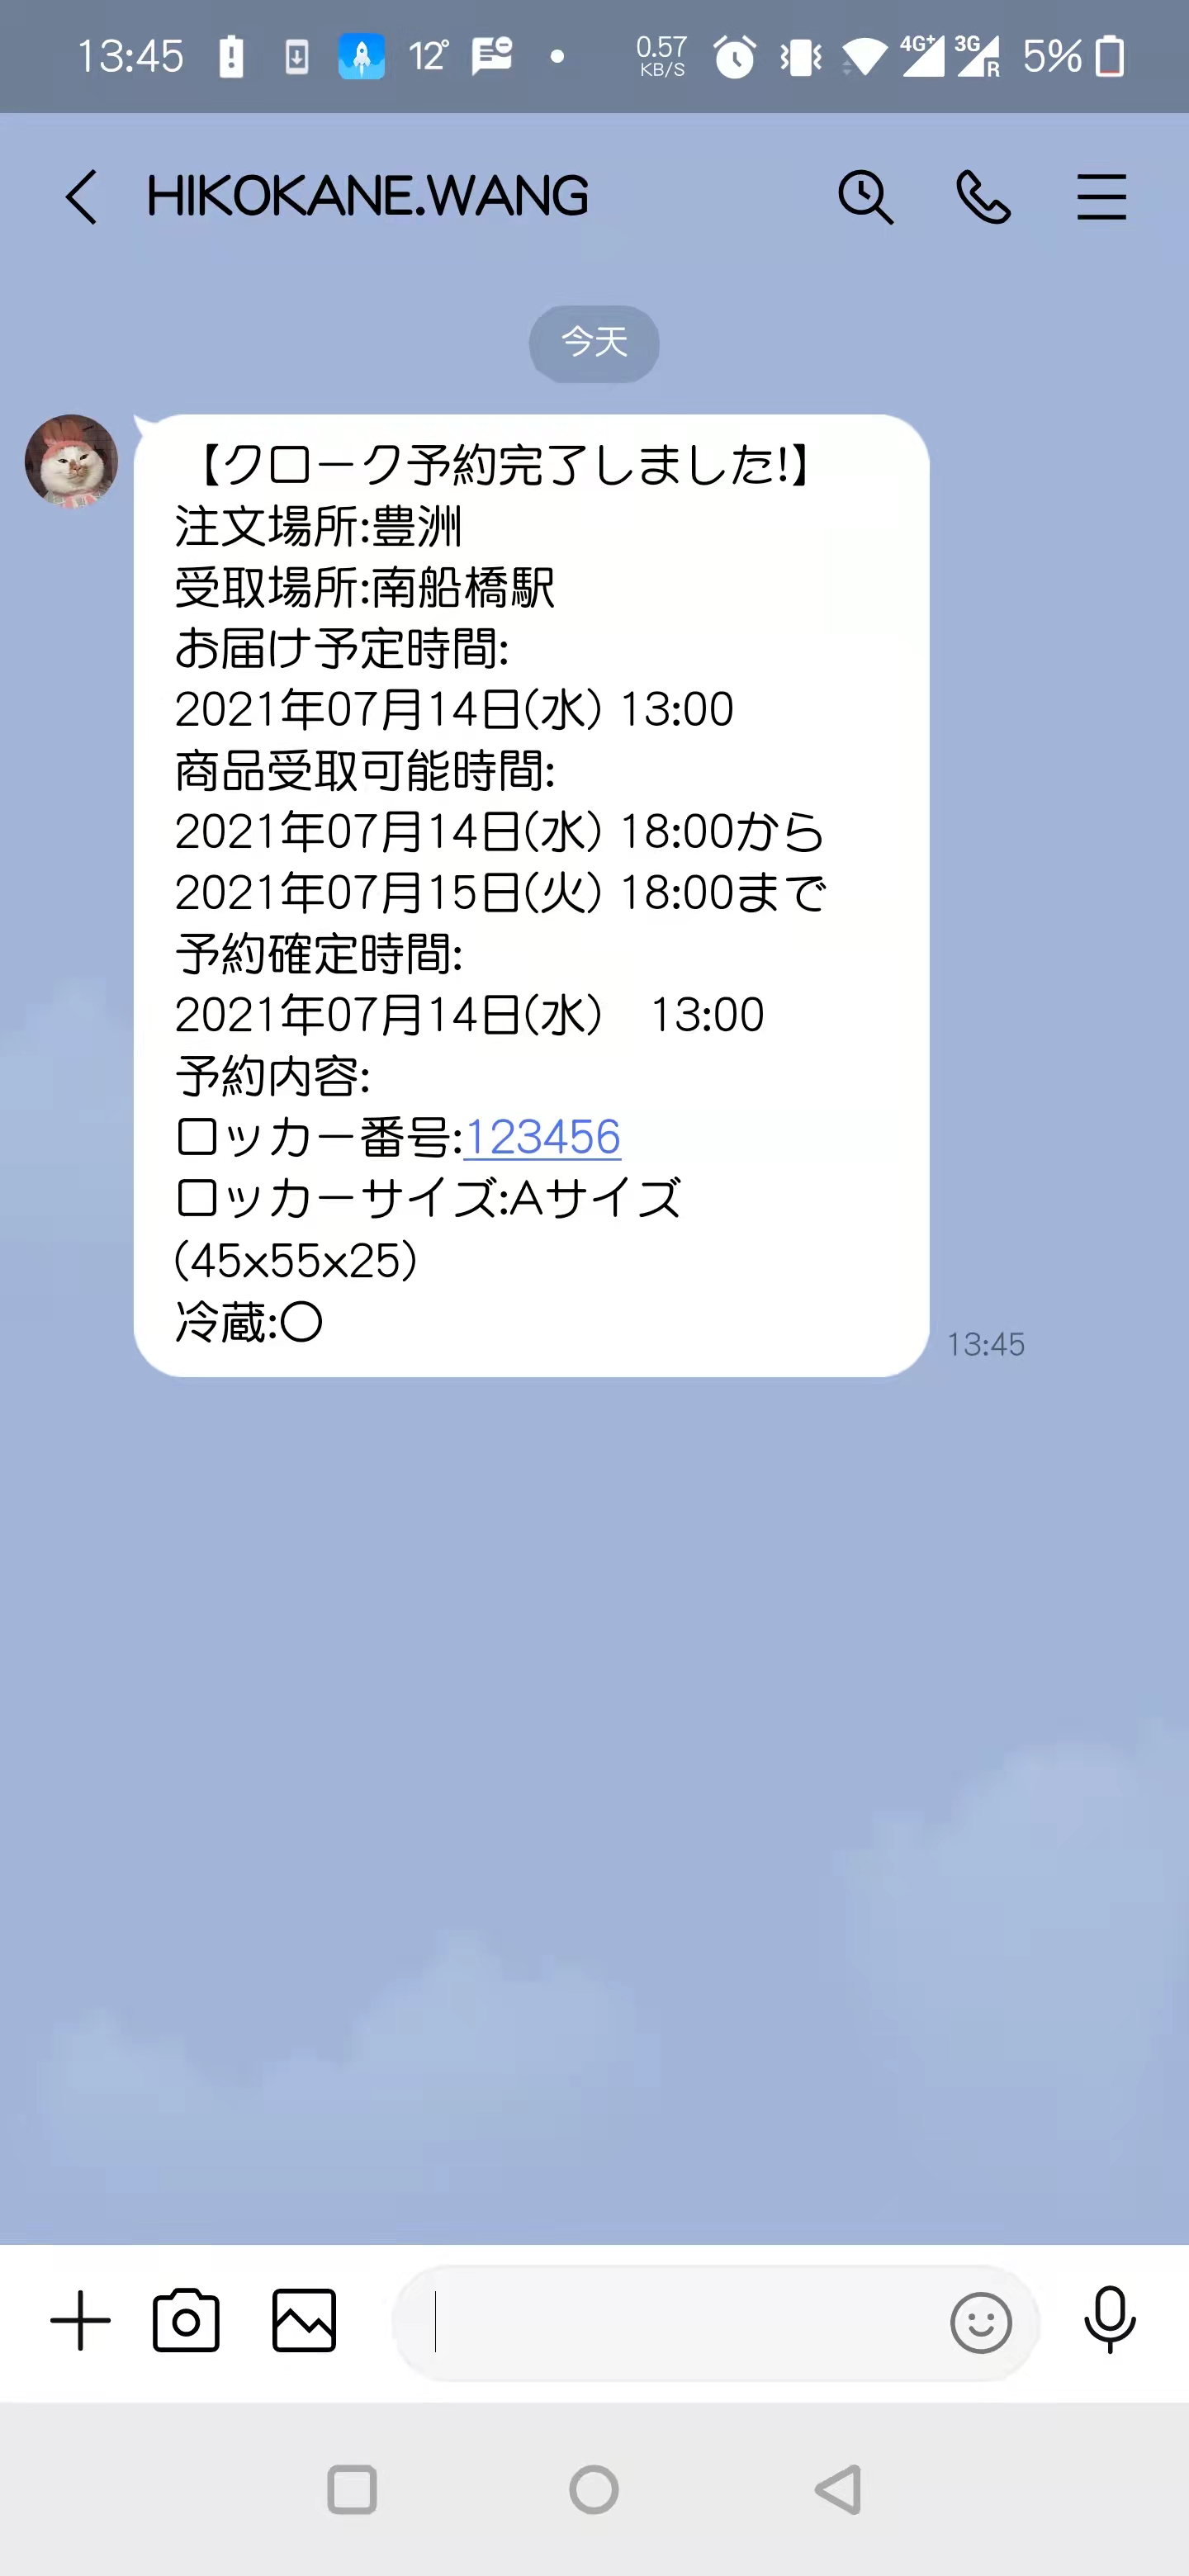 13:45 12° 0.57 KB/S 4G+ 3G R 5%
HIKOKANE.WANG
今天
【クローク予約完了しました!】
注文場所:豊洲
受取場所:南船橋駅
お届け予定時間:
2021年07月14日(水) 13:00
商品受取可能時間:
2021年07月14日(水) 18:00から
2021年07月15日(火) 18:00まで
予約確定時間:
2021年07月14日(水)　13:00
予約内容:
ロッカー番号:123456
ロッカーサイズ:Aサイズ
(45x55x25)
冷蔵:〇
13:45